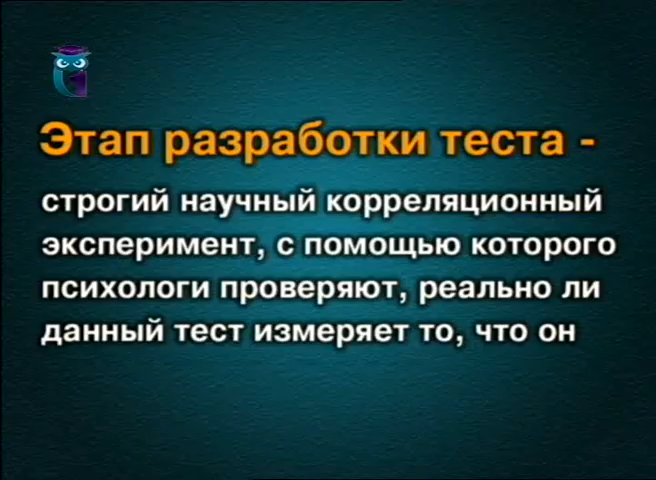 Этап разработки теста -
строгий научный корреляционный
эксперимент, с помощью которого
психологи проверяют, реально ли
данный тест измеряет то, что он